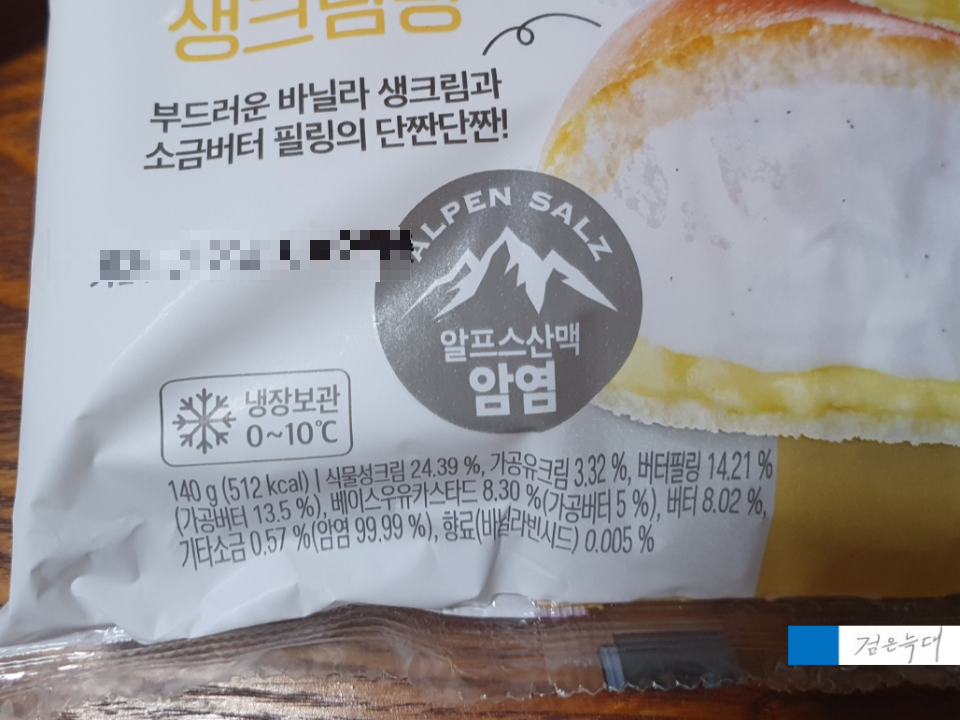 생크림빵
부드러운 바닐라 생크림과
소금버터 필링의 단짠단짠!
ALPEN SALZ
알프스산맥
암염
냉장보관
0~10℃
140 g (512 kcal) | 식물성크림 24.39 %, 가공유크림 3.32 %, 버터필링 14.21 %
(가공버터 13.5 %), 베이스우유카스타드 8.30 %(가공버터 5 %), 버터 8.02 %,
기타소금 0.57 %(암염 99.99 %), 향료(바닐라빈시드) 0.005 %
검은늑대